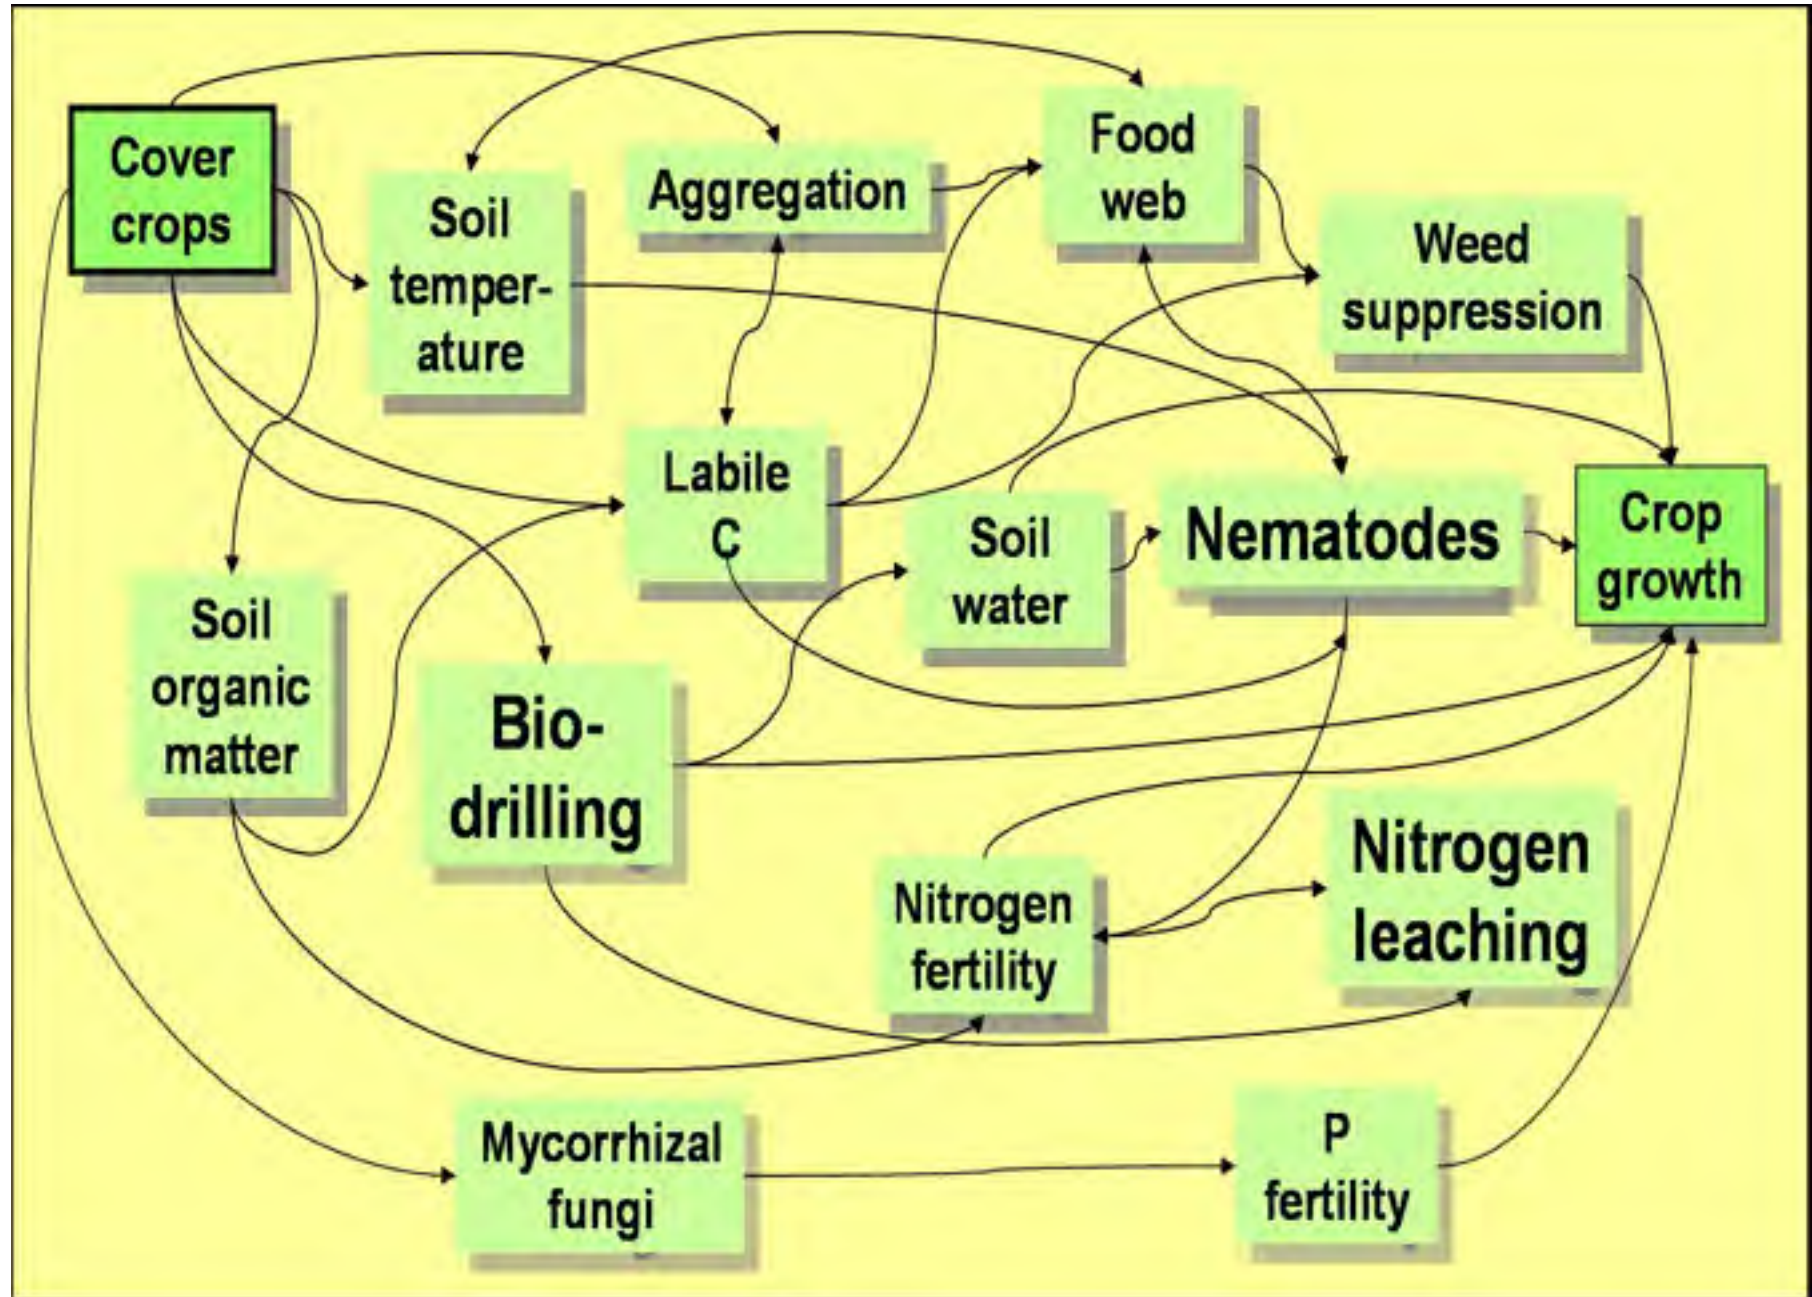 Cover
crops
Soil
temper-
ature
Aggregation
Food
web
Weed
suppression
Labile
C
Soil
water
Nematodes
Crop
growth
Soil
organic
matter
Bio-
drilling
Nitrogen
fertility
Nitrogen
leaching
Mycorrhizal
fungi
P
fertility